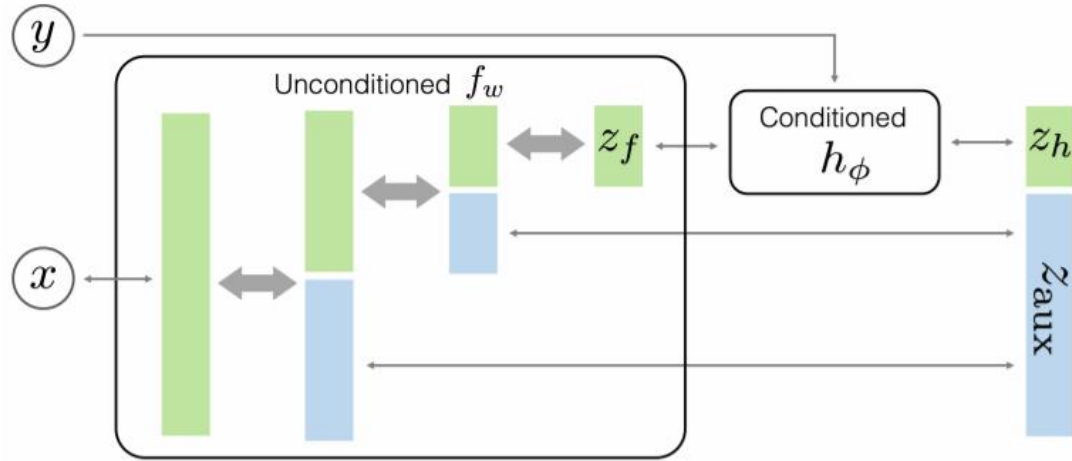 y
Unconditioned f_w
z_f
Conditioned
h_ϕ
z_h
x
z_aux